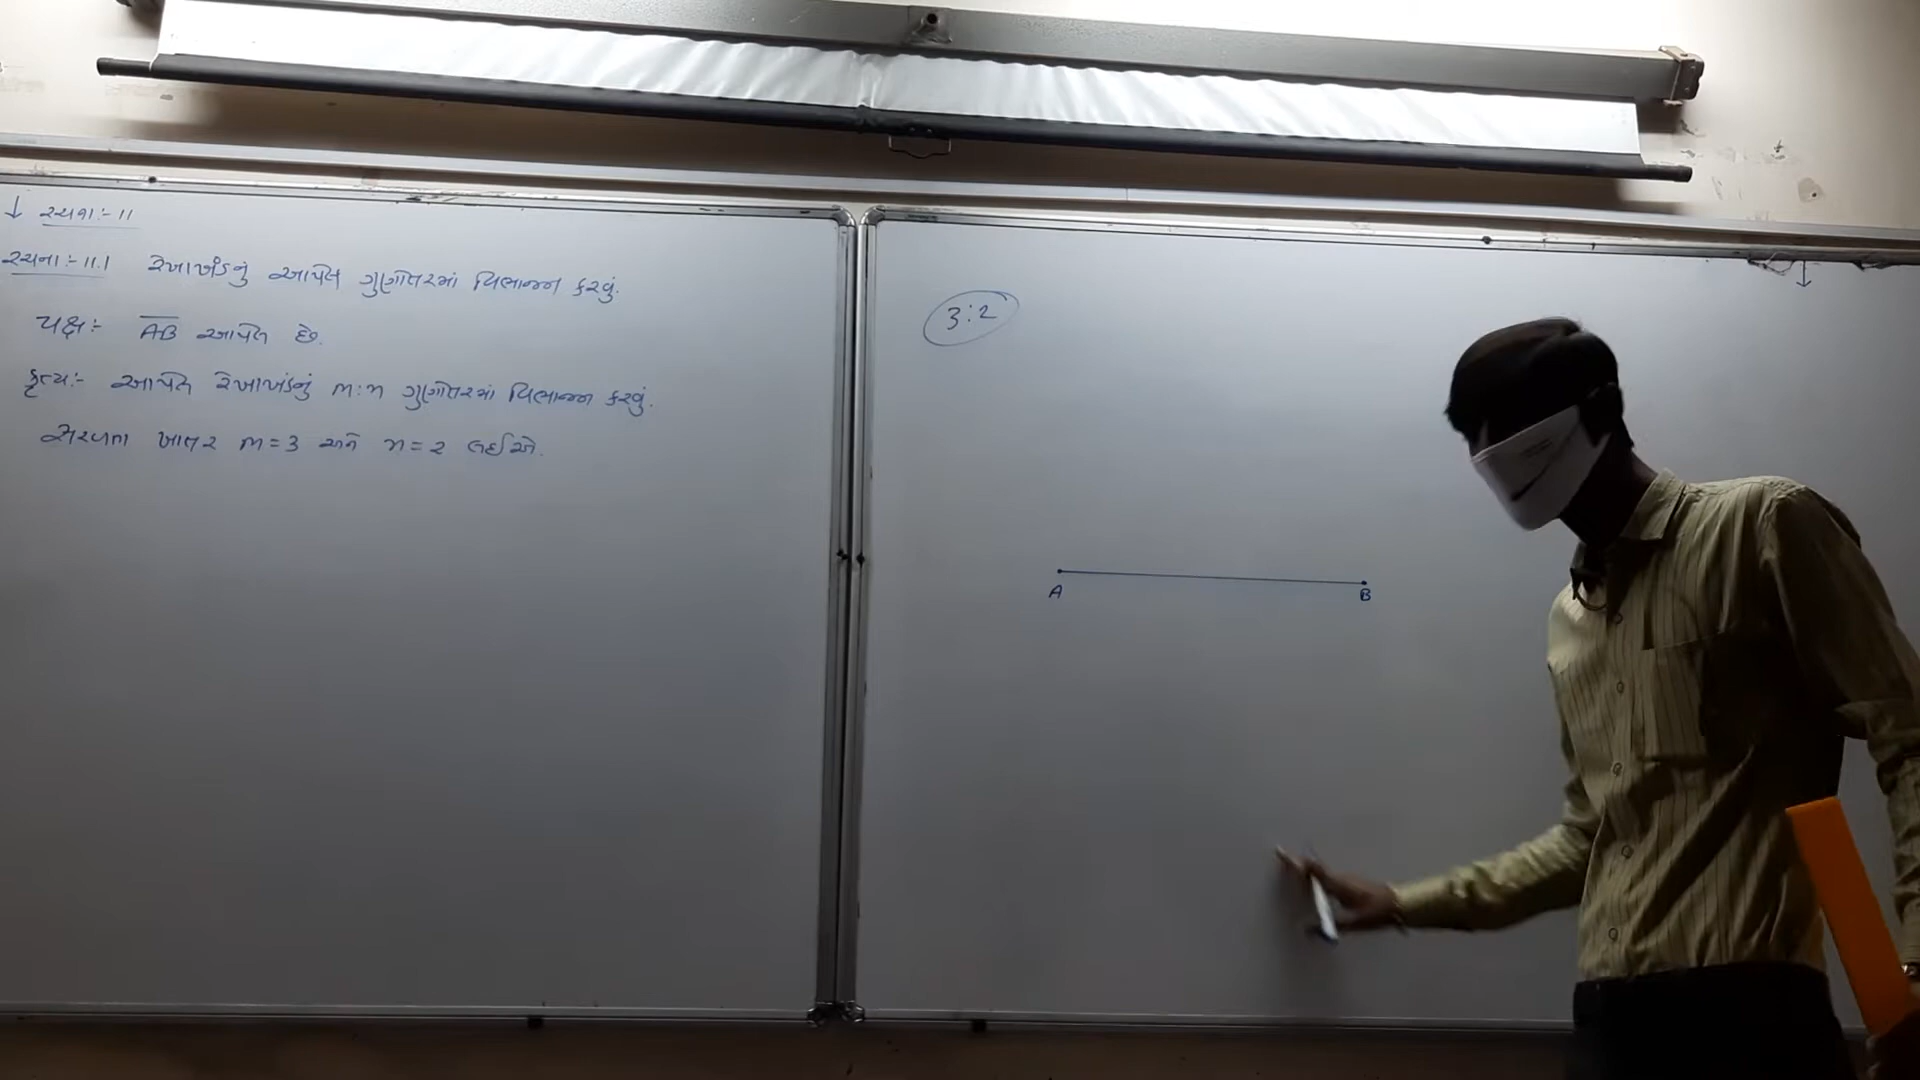 ↓ રચના:- 11
રચના:- 11.1 રેખાખંડનું આપેલ ગુણોત્તરમાં વિભાજન કરવું.
પક્ષ:- AB આપેલ છે.
કૃત્ય:- આપેલ રેખાખંડનું m:n ગુણોત્તરમાં વિભાજન કરવું.
સરળતા ખાતર m=3 અને n=2 લઈએ.
3:2
A B